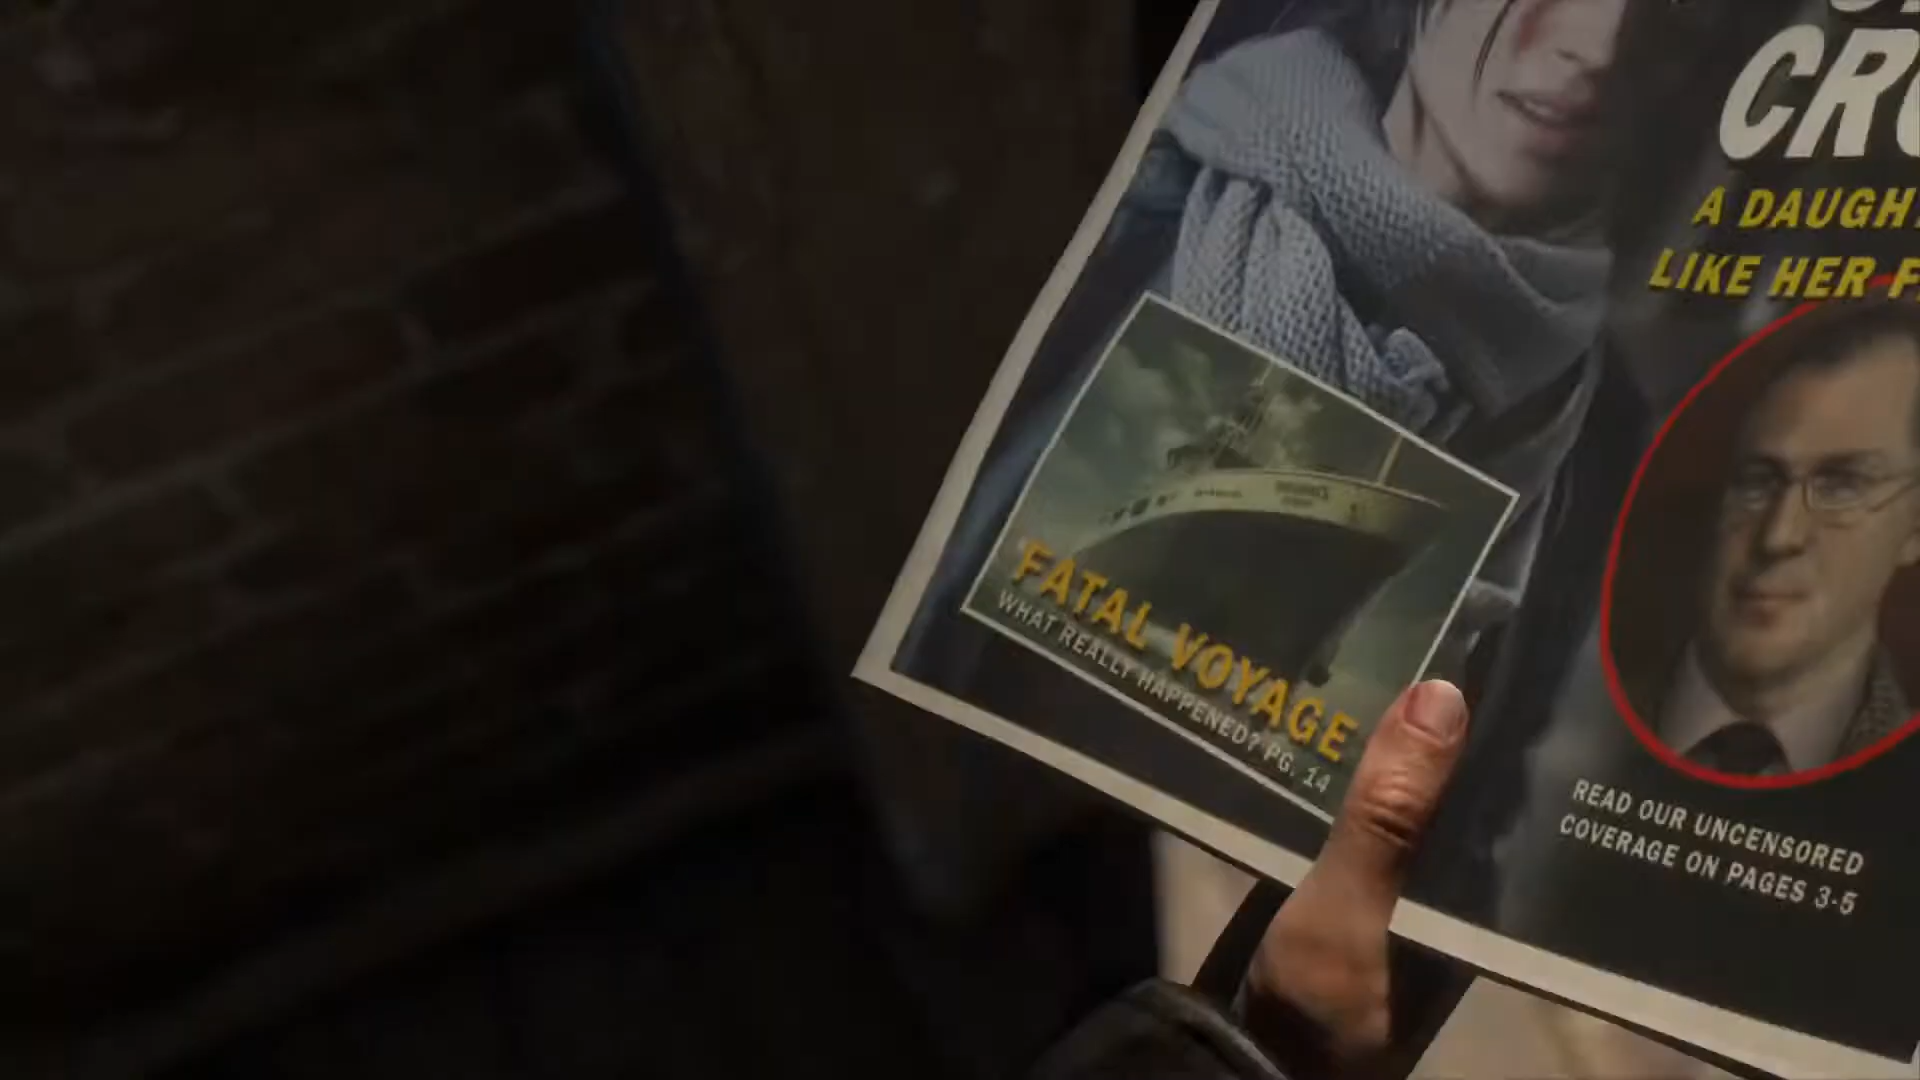 CR
A DAUGH
LIKE HER F
FATAL VOYAGE
WHAT REALLY HAPPENED? PG. 14
READ OUR UNCENSORED
COVERAGE ON PAGES 3-5